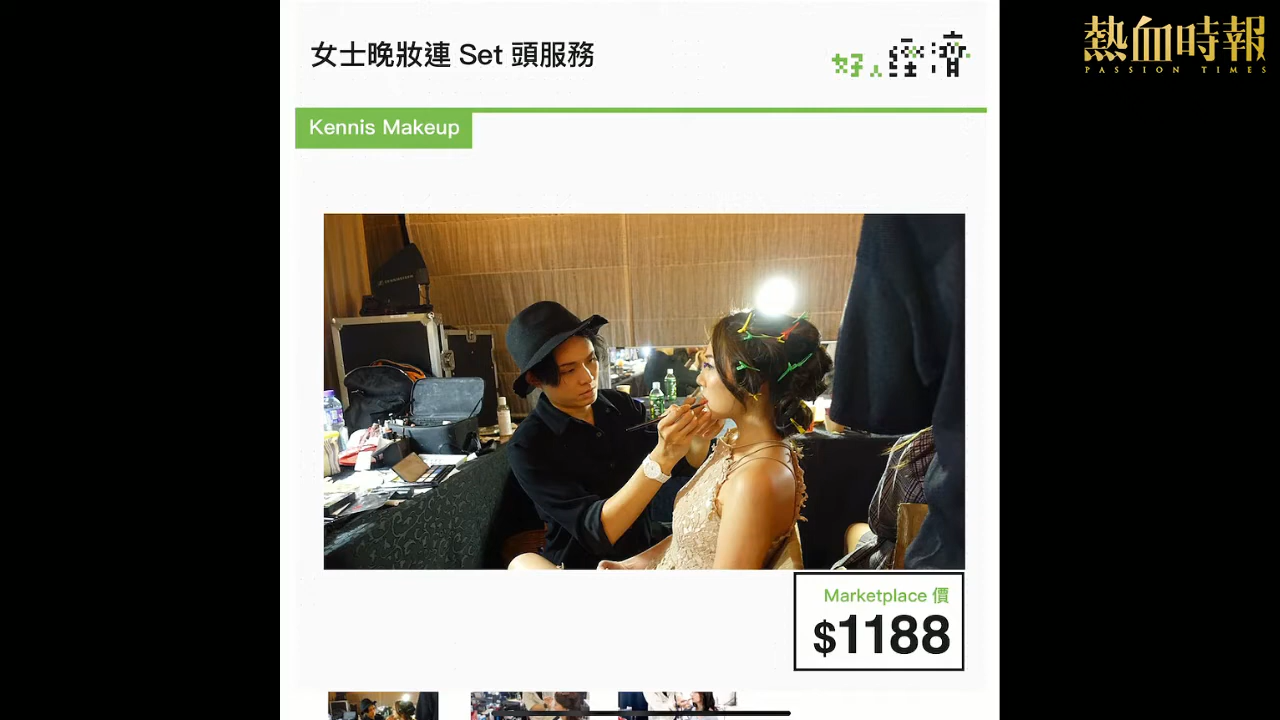 女士晚妝連 Set 頭服務
好人經濟
熱血時報
PASSION TIMES
Kennis Makeup
Marketplace 價
$1188